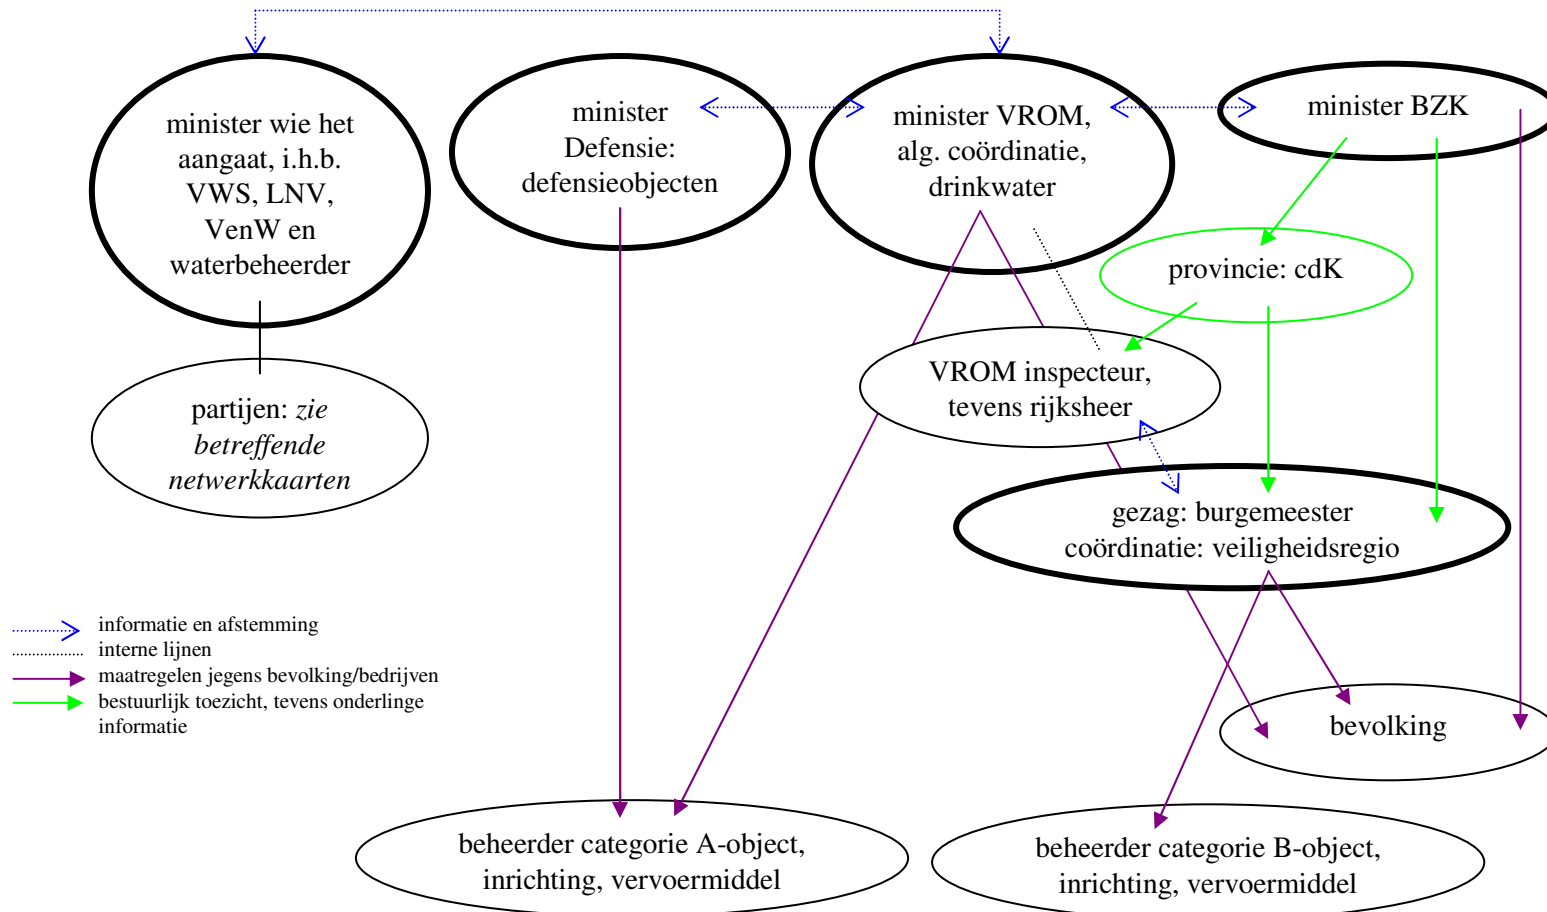 minister wie het
aangaat, i.h.b.
VWS, LNV,
VenW en
waterbeheerder
minister
Defensie:
defensieobjecten
minister VROM,
alg. coördinatie,
drinkwater
minister BZK
provincie: cdK
VROM inspecteur,
tevens rijksheer
partijen: zie
betreffende
netwerkkaarten
gezag: burgemeester
coördinatie: veiligheidsregio
informatie en afstemming
interne lijnen
maatregelen jegens bevolking/bedrijven
bestuurlijk toezicht, tevens onderlinge
informatie
bevolking
beheerder categorie A-object,
inrichting, vervoermiddel
beheerder categorie B-object,
inrichting, vervoermiddel